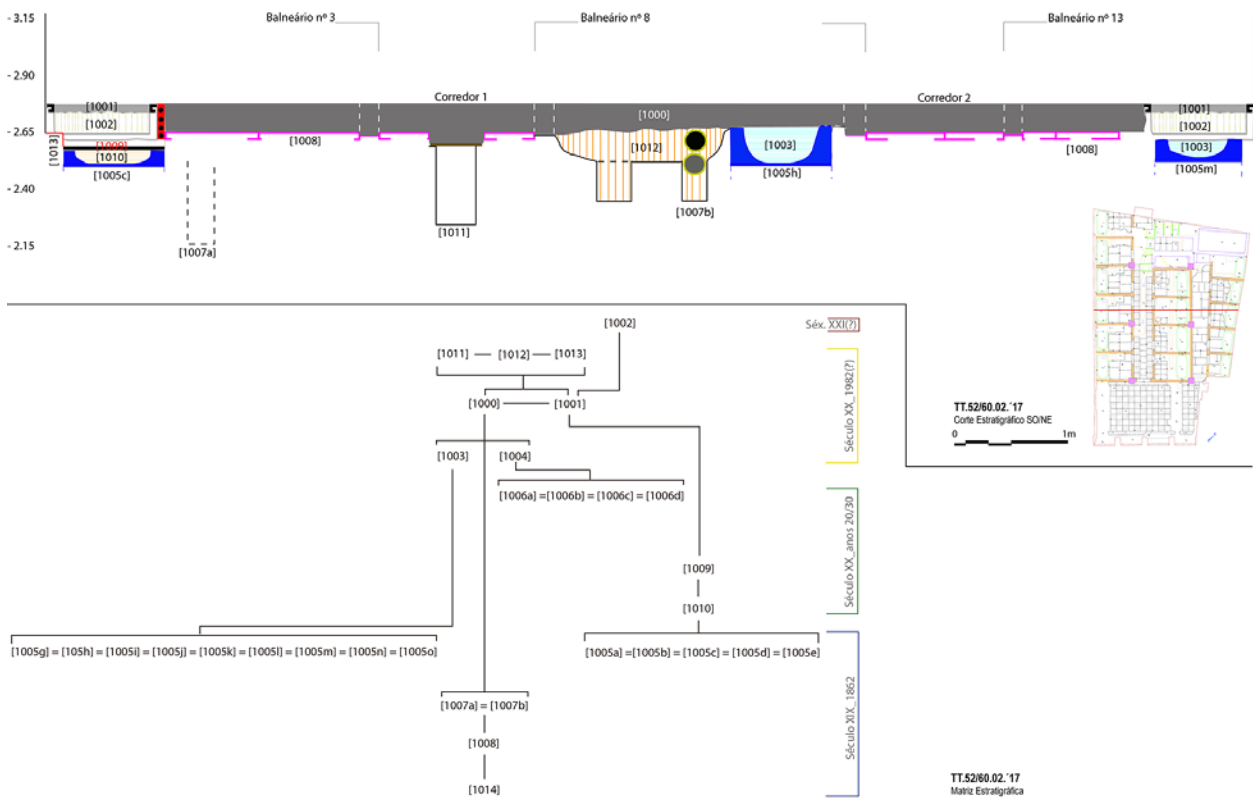 - 3.15
Balneário nº 3
Balneário nº 8
Balneário nº 13
- 2.90
Corredor 1
Corredor 2
[1001]
[1000]
[1001]
[1002]
[1002]
- 2.65
[1013]
[1009]
[1008]
[1012]
[1003]
[1008]
[1003]
[1010]
[1005c]
[1005h]
[1005m]
- 2.40
[1007b]
[1011]
- 2.15
[1007a]
[1002]
Séx. XXI(?)
[1011] — [1012] — [1013]
[1000]
[1001]
Século XX_1982(?)
TT.52/60.02.´17
Corte Estratigráfico SO/NE
0 1m
[1003]
[1004]
[1006a] =[1006b] =[1006c] =[1006d]
Século XX_anos 20/30
[1009]
[1010]
[1005g] = [105h] = [1005i] = [1005j] = [1005k] = [1005l] = [1005m] = [1005n] = [1005o]
[1005a] =[1005b] =[1005c] =[1005d] =[1005e]
Século XIX_1862
[1007a] = [1007b]
[1008]
[1014]
TT.52/60.02.´17
Matriz Estratigráfica